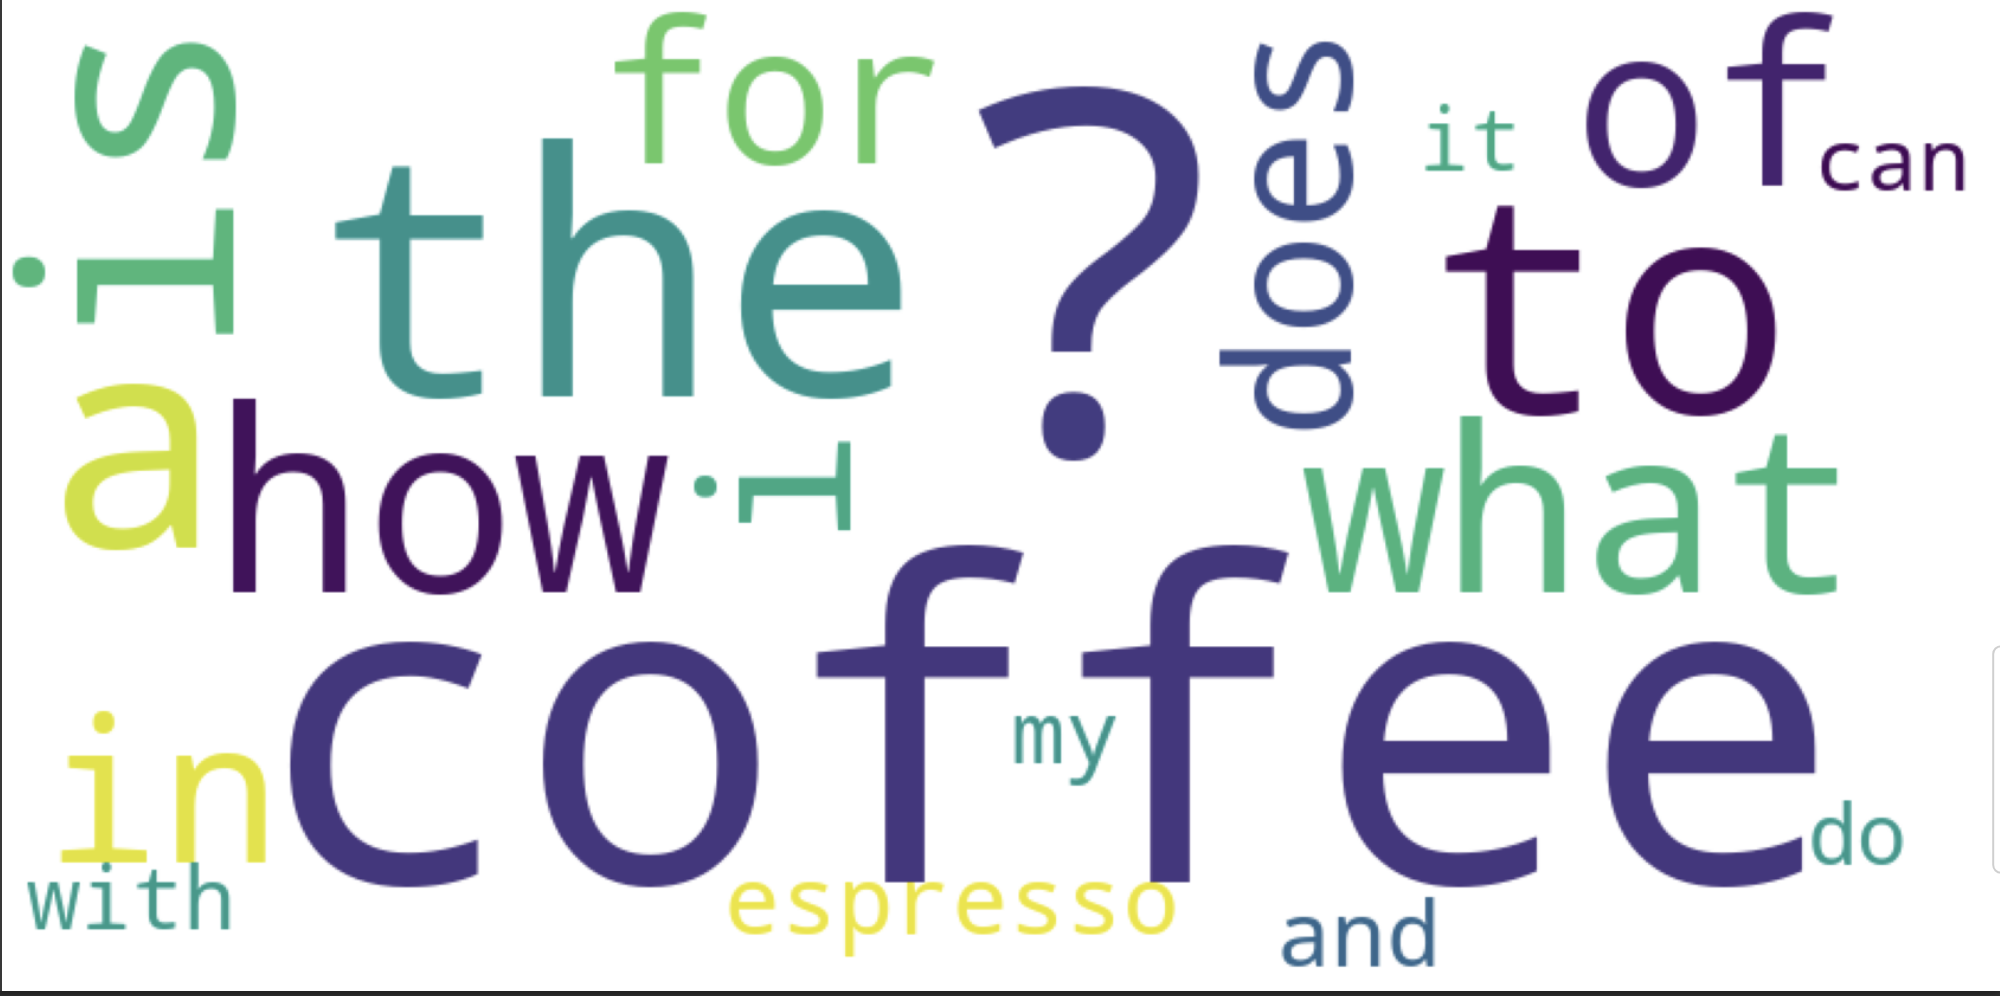 is
for
the
?
does
it
of
can
to
a
how
i
what
coffee
in
my
do
with
espresso
and